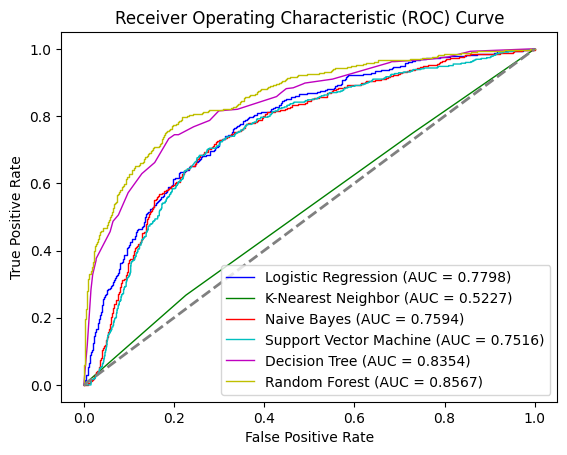 Receiver Operating Characteristic (ROC) Curve
True Positive Rate
1.0
0.8
0.6
0.4
0.2
0.0
Logistic Regression (AUC = 0.7798)
K-Nearest Neighbor (AUC = 0.5227)
Naive Bayes (AUC = 0.7594)
Support Vector Machine (AUC = 0.7516)
Decision Tree (AUC = 0.8354)
Random Forest (AUC = 0.8567)
0.0 0.2 0.4 0.6 0.8 1.0
False Positive Rate